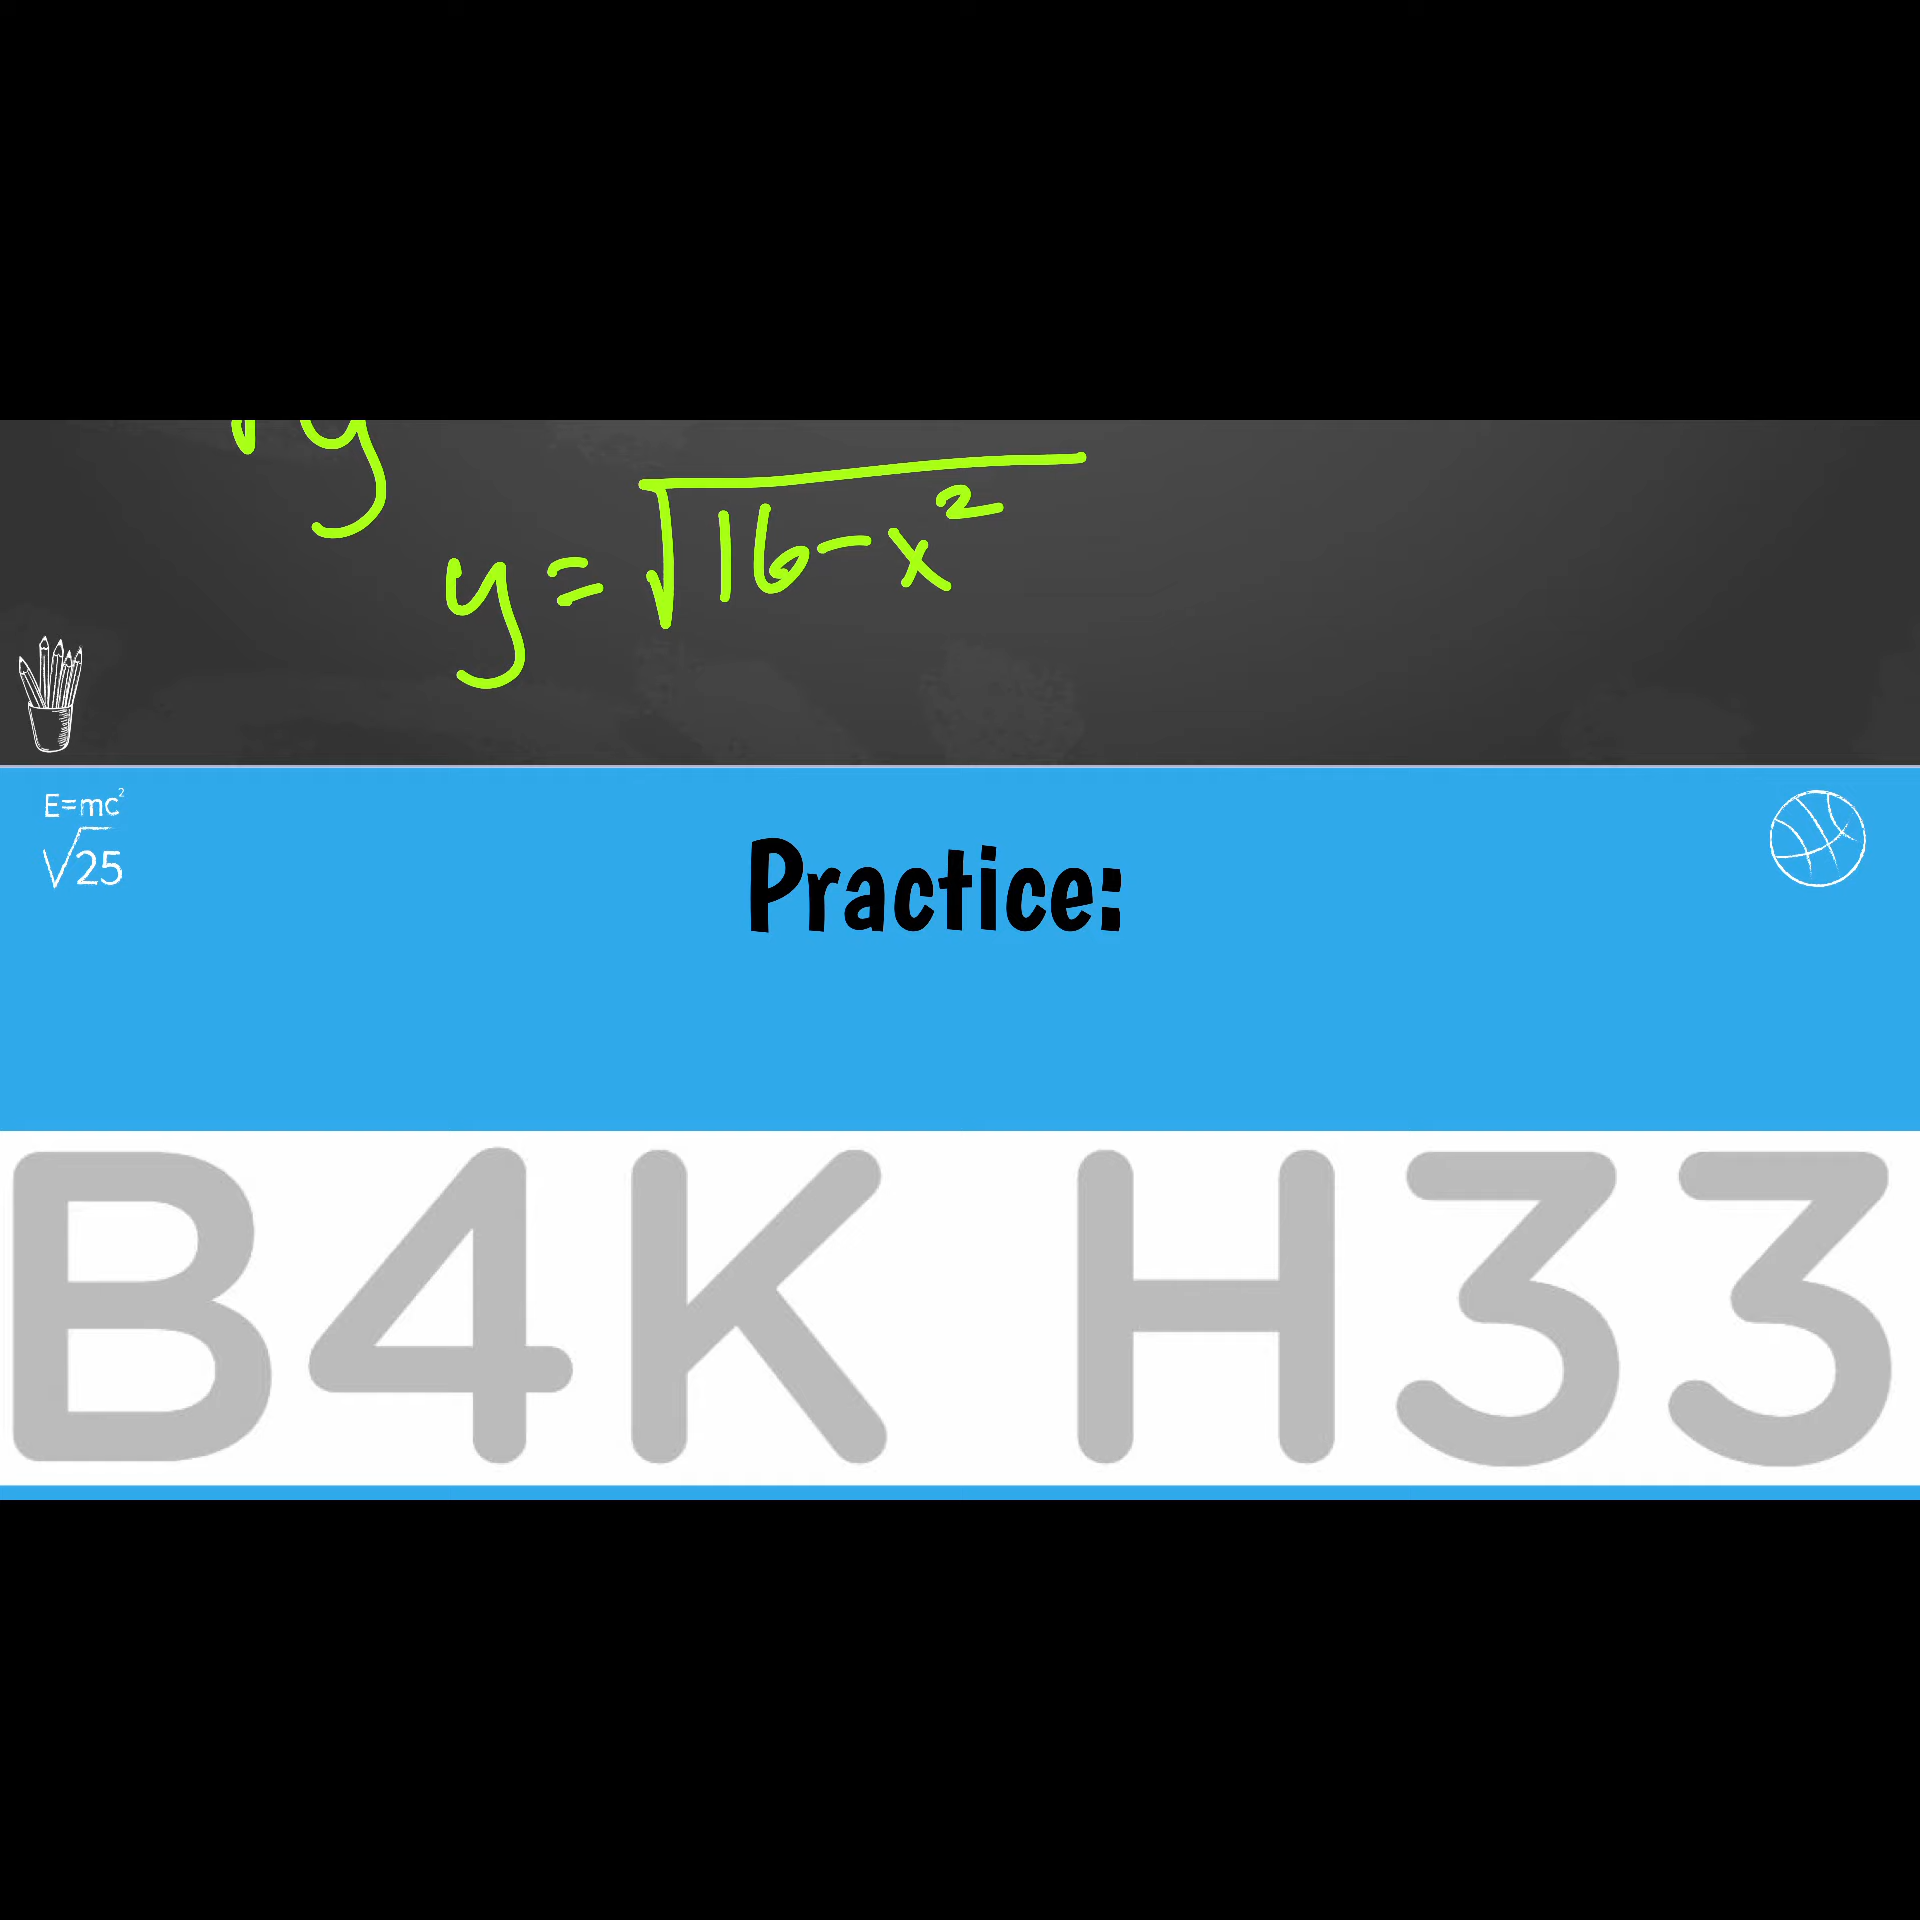 y = √16-x²
E=mc²
√25
Practice:
B4K H33